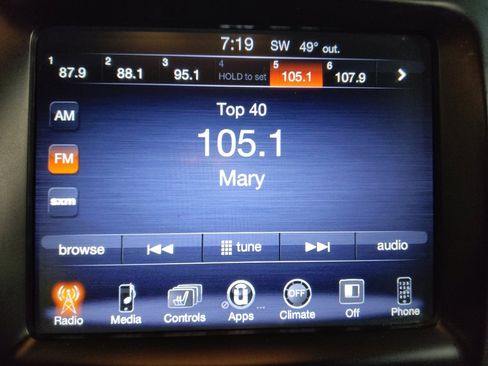 7:19 SW 49° out.
1 87.9 2 88.1 3 95.1 4 HOLD to set 5 105.1 6 107.9
AM
Top 40
105.1
FM
Mary
sxm
browse tune audio
Radio Media Controls Apps OFF Climate Off Phone